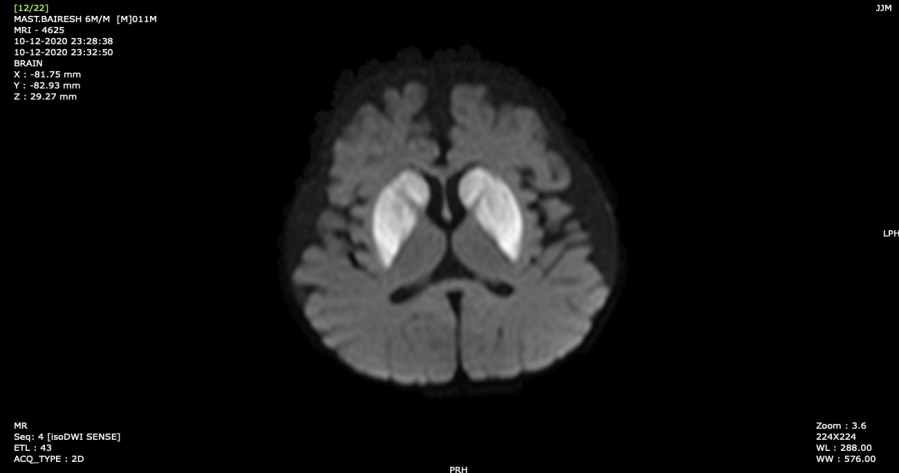 [12/22]
MAST.BAIRESH 6M/M [M]011M
MRI - 4625
10-12-2020 23:28:38
10-12-2020 23:32:50
BRAIN
X : -81.75 mm
Y : -82.93 mm
Z : 29.27 mm
JJM
LPH
MR
Seq: 4 [isoDWI SENSE]
ETL : 43
ACQ_TYPE : 2D
PRH
Zoom : 3.6
224X224
WL : 288.00
WW : 576.00